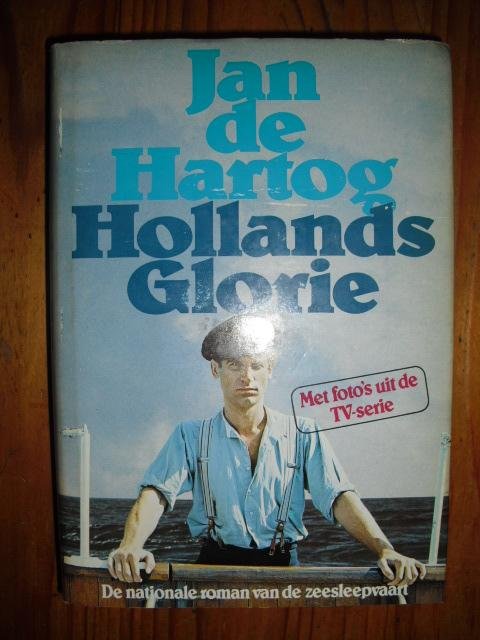 Jan
de
Hartog
Hollands
Glorie
Met foto's uit de
TV-serie
De nationale roman van de zeesleepvaart